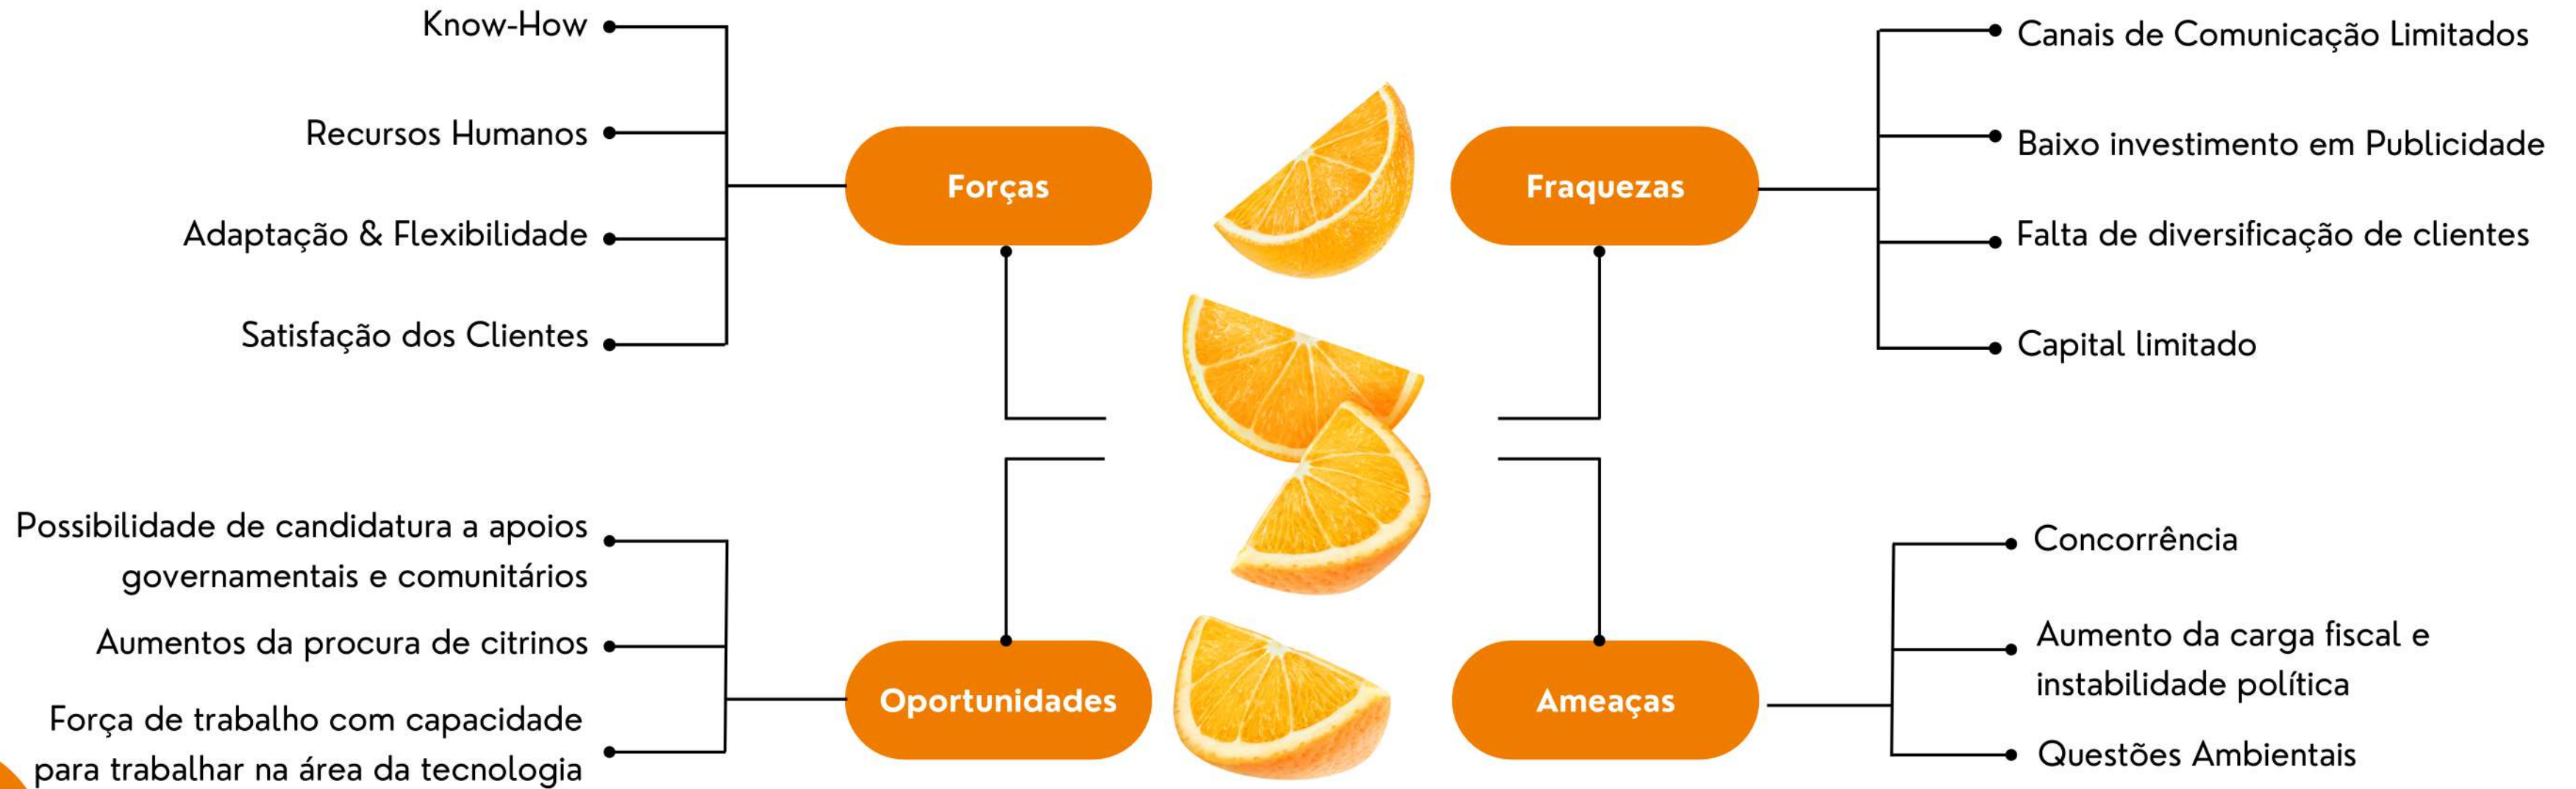 Know-How
Recursos Humanos
Adaptação & Flexibilidade
Satisfação dos Clientes
Forças
Fraquezas
Canais de Comunicação Limitados
Baixo investimento em Publicidade
Falta de diversificação de clientes
Capital limitado
Possibilidade de candidatura a apoios
governamentais e comunitários
Aumentos da procura de citrinos
Força de trabalho com capacidade
para trabalhar na área da tecnologia
Oportunidades
Ameaças
Concorrência
Aumento da carga fiscal e
instabilidade política
Questões Ambientais